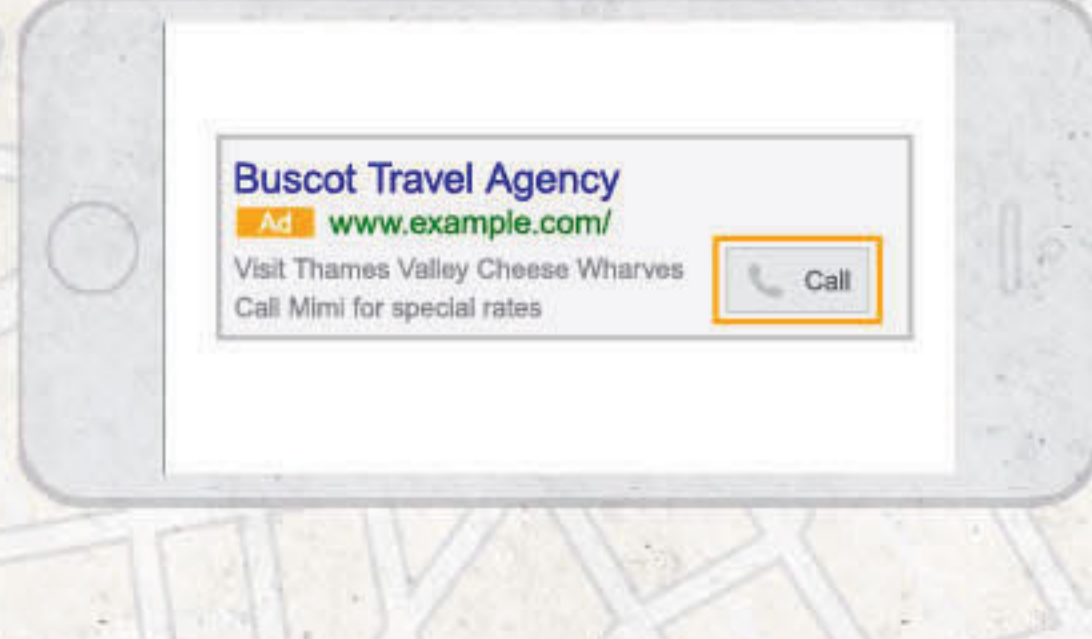 Buscot Travel Agency
Ad www.example.com/
Visit Thames Valley Cheese Wharves
Call Mimi for special rates
Call